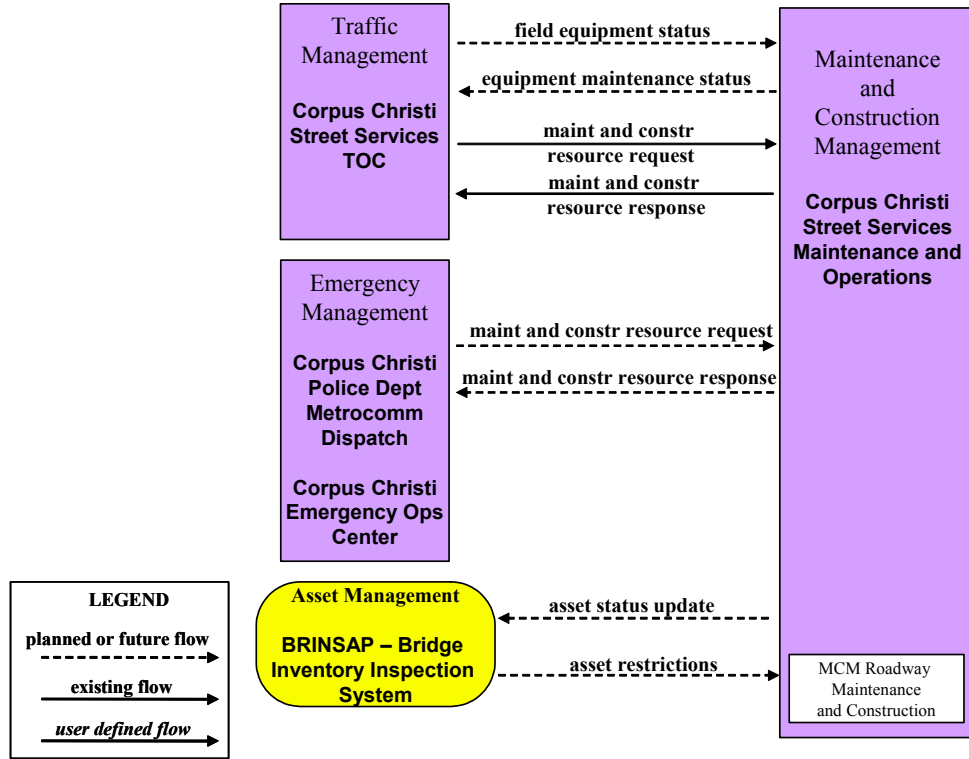 Traffic
Management
Corpus Christi
Street Services
TOC
field equipment status
equipment maintenance status
maint and constr
resource request
maint and constr
resource response
Maintenance
and
Construction
Management
Corpus Christi
Street Services
Maintenance and
Operations
Emergency
Management
Corpus Christi
Police Dept
Metrocomm
Dispatch
Corpus Christi
Emergency Ops
Center
maint and constr resource request
maint and constr resource response
LEGEND
planned or future flow
existing flow
user defined flow
Asset Management
BRINSAP – Bridge
Inventory Inspection
System
asset status update
asset restrictions
MCM Roadway
Maintenance
and Construction